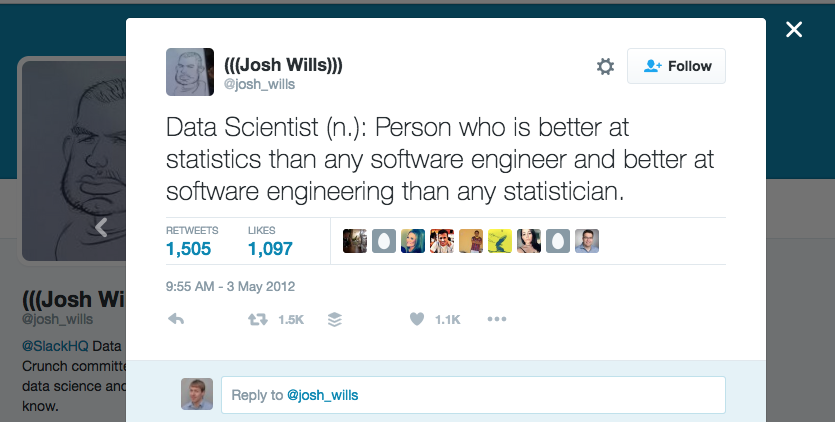 (((Josh Wills)))
@josh_wills
Follow
Data Scientist (n.): Person who is better at
statistics than any software engineer and better at
software engineering than any statistician.
RETWEETS LIKES
1,505 1,097
9:55 AM - 3 May 2012
1.5K 1.1K
Reply to @josh_wills
(((Josh Wi
@josh_wills
@SlackHQ Data
Crunch committe
data science and
know.